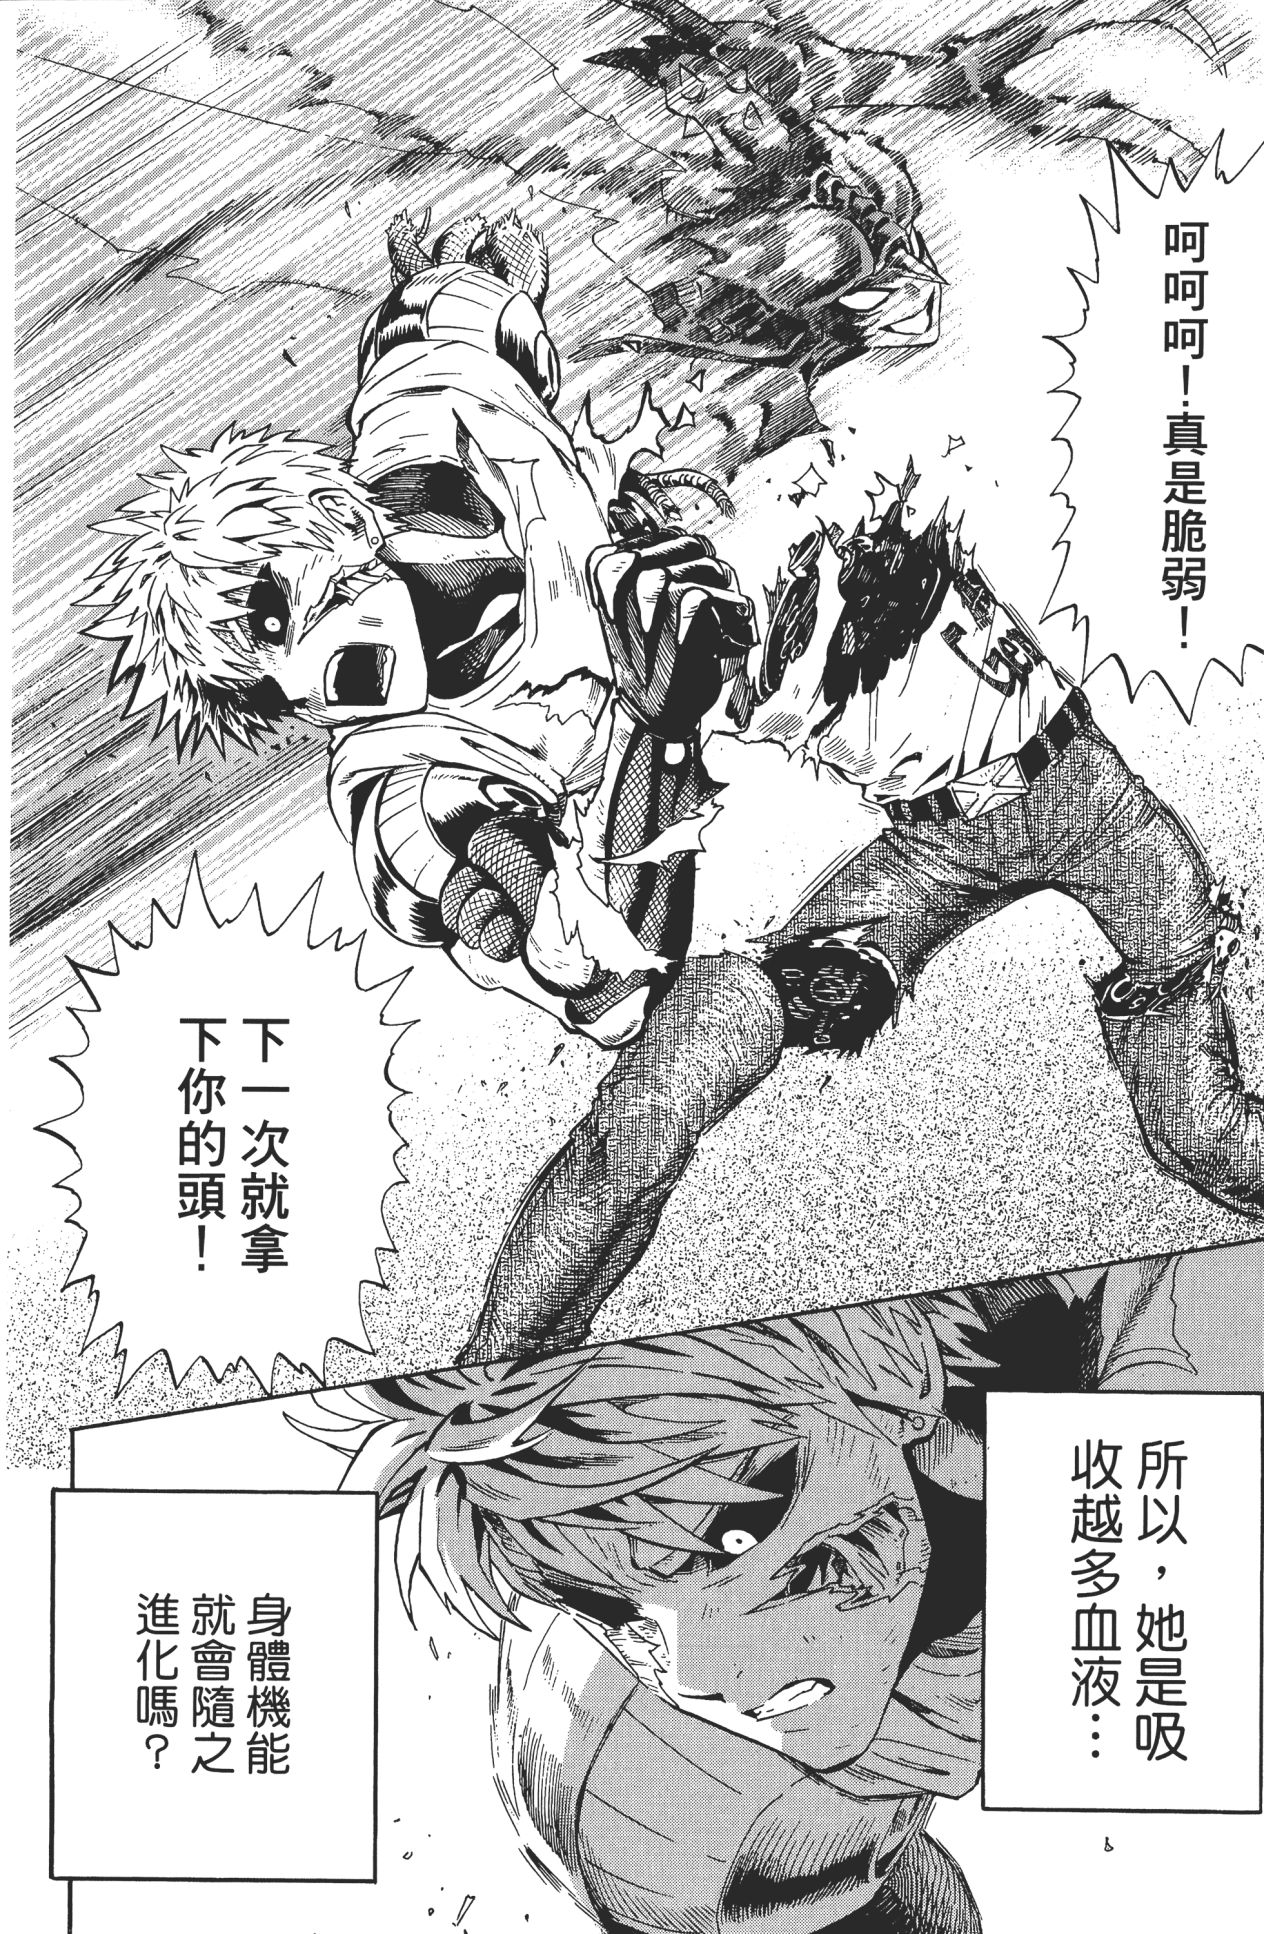 呵呵呵！真是脆弱！
下一次就拿
下你的頭！
所以，她是吸
收越多血液…
身體機能
就會隨之
進化嗎？